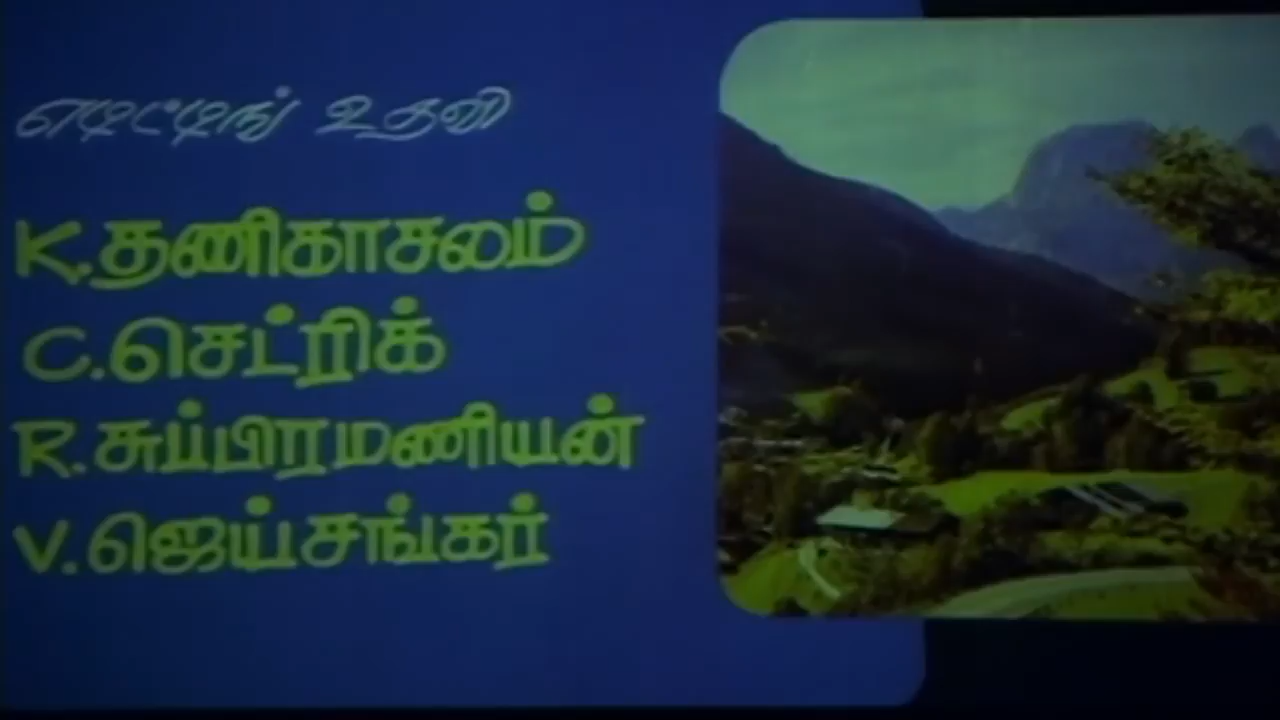 எடிட்டிங் உதவி
K.தணிகாசலம்
C.செட்ரிக்
R.சுப்பிரமணியன்
V.ஜெய்சங்கர்